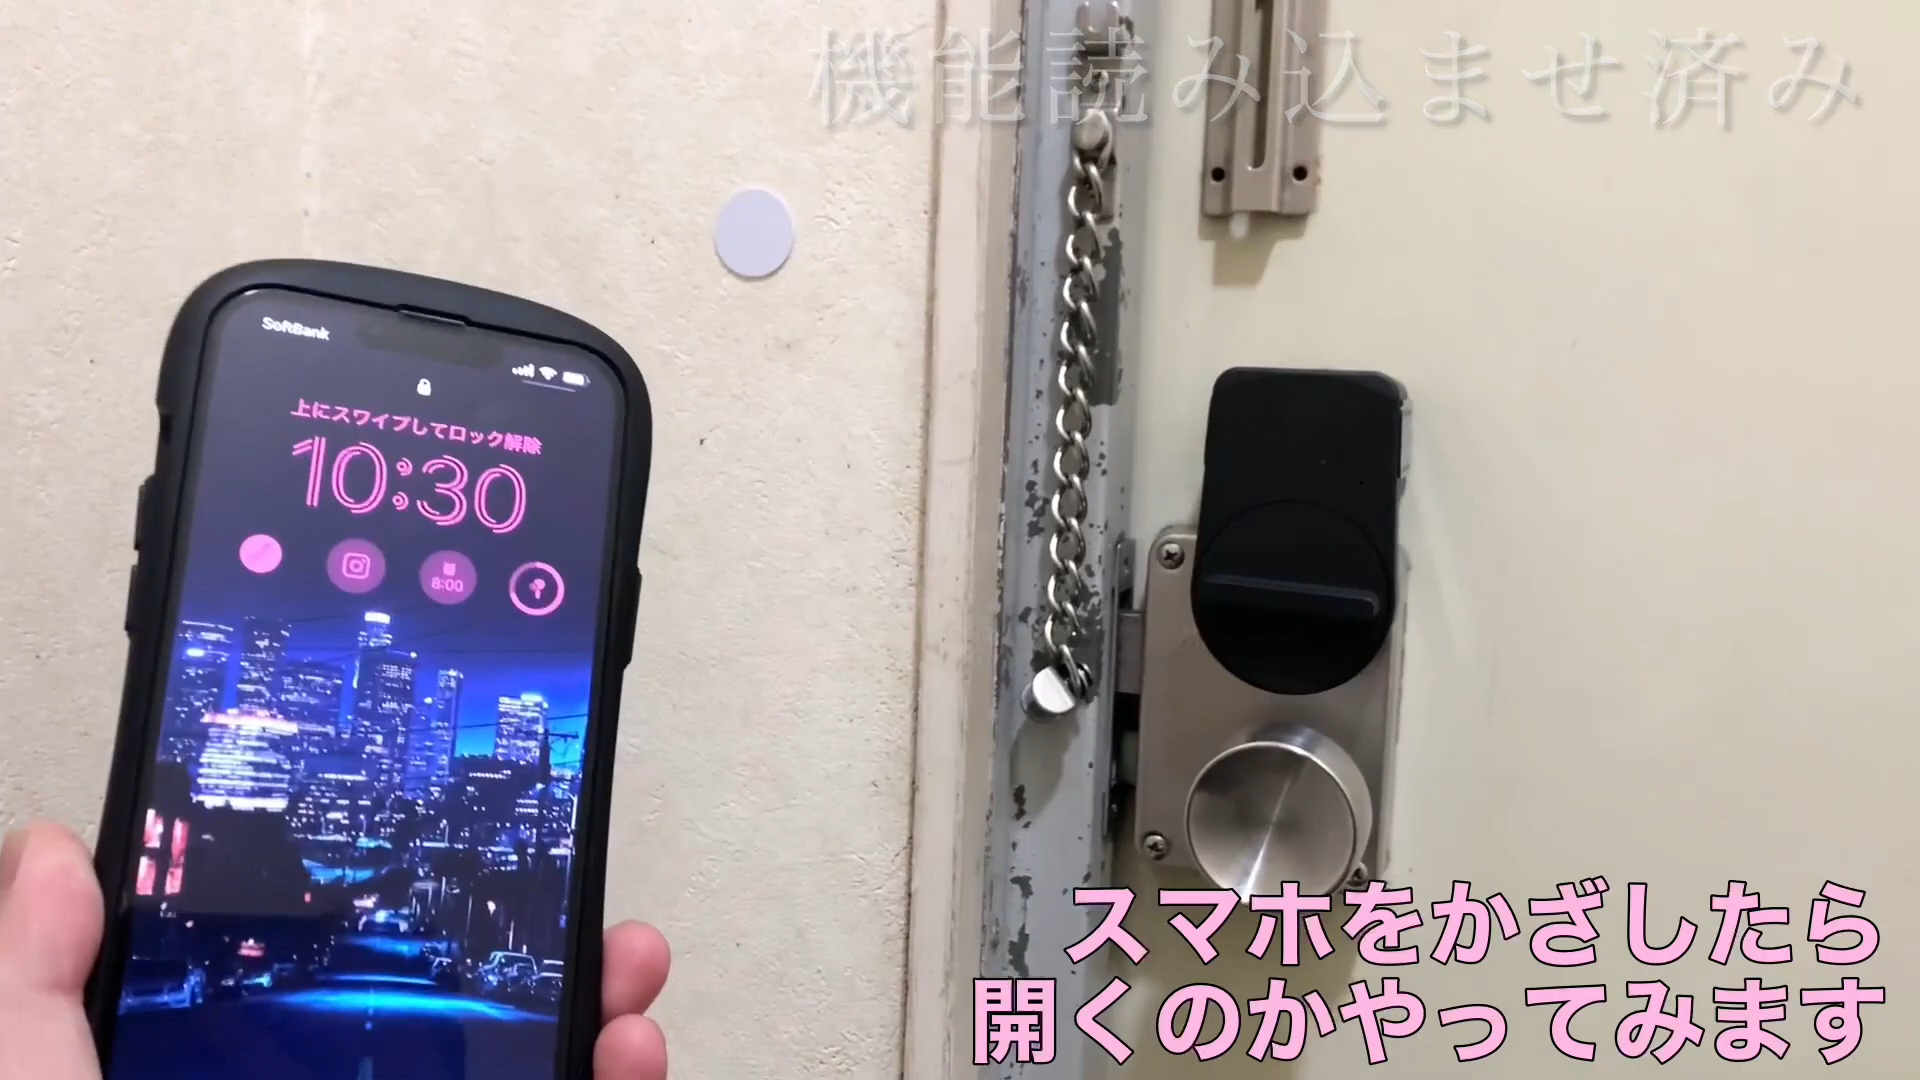 機能読み込ませ済み
SoftBank
上にスワイプしてロック解除
10:30
8:00
スマホをかざしたら
開くのかやってみます